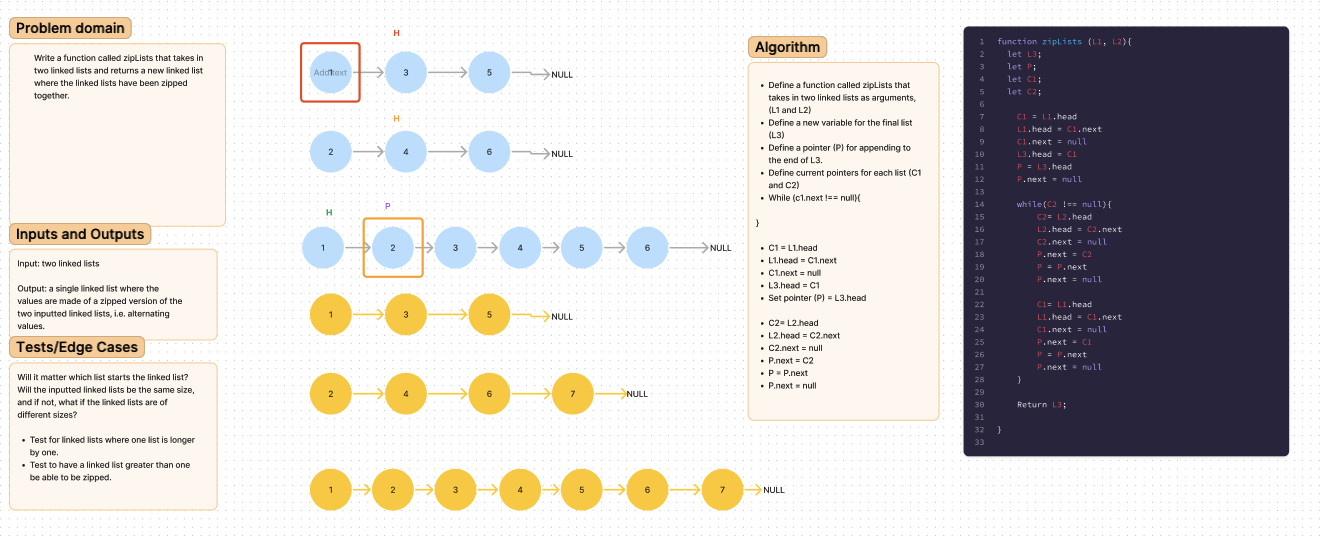 Problem domain
Write a function called zipLists that takes in
two linked lists and returns a new linked list
where the linked lists have been zipped
together.
Inputs and Outputs
Input: two linked lists
Output: a single linked list where the
values are made of a zipped version of the
two inputted linked lists, i.e. alternating
values.
Tests/Edge Cases
Will it matter which list starts the linked list?
Will the inputted linked lists be the same size,
and if not, what if the linked lists are of
different sizes?
• Test for linked lists where one list is longer
by one.
• Test to have a linked list greater than one
be able to be zipped.
H
Add text
1 3 5 NULL
H
2 4 6 NULL
H P
1 2 3 4 5 6 NULL
1 3 5 NULL
2 4 6 7 NULL
1 2 3 4 5 6 7 NULL
Algorithm
• Define a function called zipLists that
takes in two linked lists as arguments,
(L1 and L2)
• Define a new variable for the final list
(L3)
• Define a pointer (P) for appending to
the end of L3.
• Define current pointers for each list (C1
and C2)
• While (c1.next !== null){
}
• C1 = L1.head
• L1.head = C1.next
• C1.next = null
• L3.head = C1
• Set pointer (P) = L3.head
• C2= L2.head
• L2.head = C2.next
• C2.next = null
• P.next = C2
• P = P.next
• P.next = null
1 function zipLists (L1, L2){
2 let L3;
3 let P;
4 let C1;
5 let C2;
6
7 C1 = L1.head
8 L1.head = C1.next
9 C1.next = null
10 L3.head = C1
11 P = L3.head
12 P.next = null
13
14 while(C2 !== null){
15 C2= L2.head
16 L2.head = C2.next
17 C2.next = null
18 P.next = C2
19 P = P.next
20 P.next = null
21
22 C1= L1.head
23 L1.head = C1.next
24 C1.next = null
25 P.next = C1
26 P = P.next
27 P.next = null
28 }
29
30 Return L3;
31
32 }
33